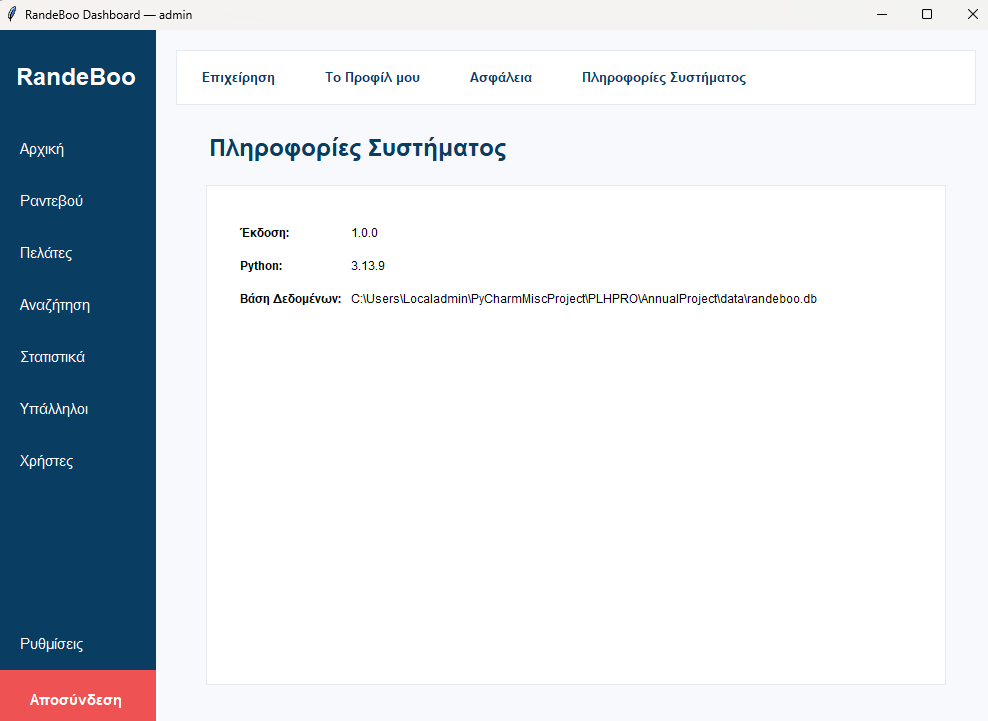 RandeBoo Dashboard — admin
RandeBoo
Αρχική
Ραντεβού
Πελάτες
Αναζήτηση
Στατιστικά
Υπάλληλοι
Χρήστες
Ρυθμίσεις
Αποσύνδεση
Επιχείρηση Το Προφίλ μου Ασφάλεια Πληροφορίες Συστήματος
Πληροφορίες Συστήματος
Έκδοση: 1.0.0
Python: 3.13.9
Βάση Δεδομένων: C:\Users\Localadmin\PyCharmMiscProject\PLHPRO\AnnualProject\data\randeboo.db